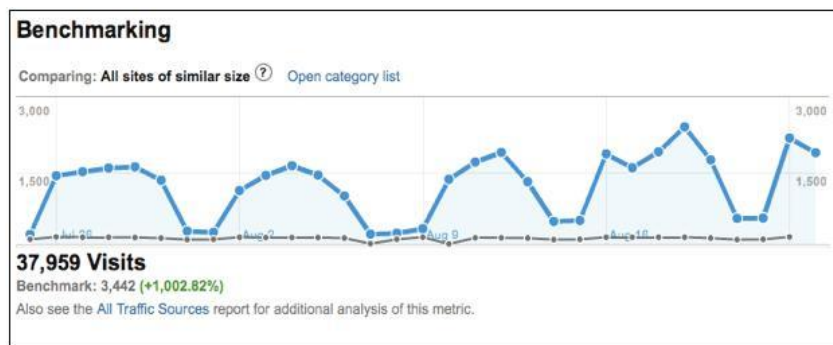 Benchmarking
Comparing: All sites of similar size ? Open category list
3,000 3,000
1,500 1,500
Aug 2 Aug 9 Aug 16
37,959 Visits
Benchmark: 3,442 (+1,002.82%)
Also see the All Traffic Sources report for additional analysis of this metric.